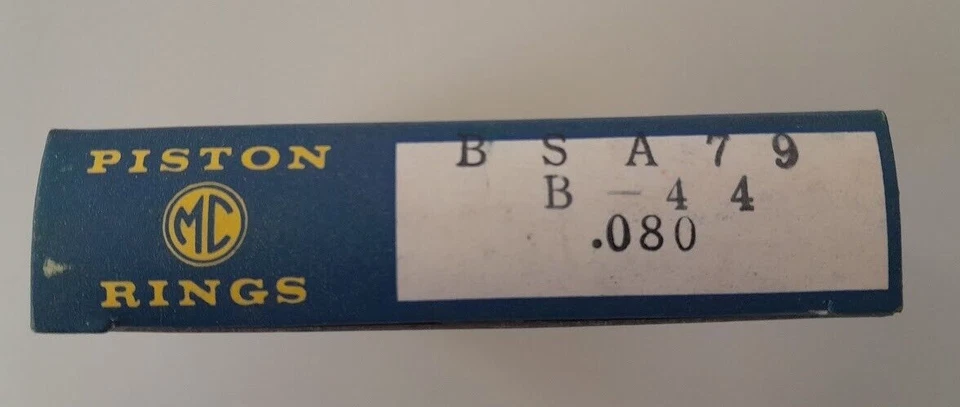 PISTON
MC
RINGS
B S A 7 9
B - 4 4
.080